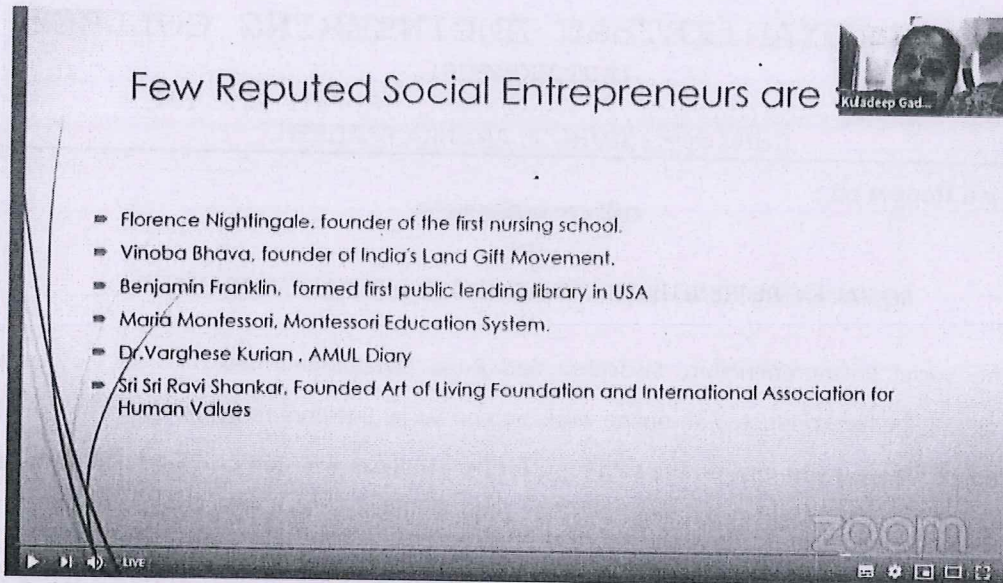 Few Reputed Social Entrepreneurs are :
Kuladeep Gad...
Florence Nightingale, founder of the first nursing school.
Vinoba Bhava, founder of India's Land Gift Movement.
Benjamin Franklin, formed first public lending library in USA
Maria Montessori, Montessori Education System.
Dr.Varghese Kurian , AMUL Diary
Sri Sri Ravi Shankar, Founded Art of Living Foundation and International Association for
Human Values
zoom
LIVE